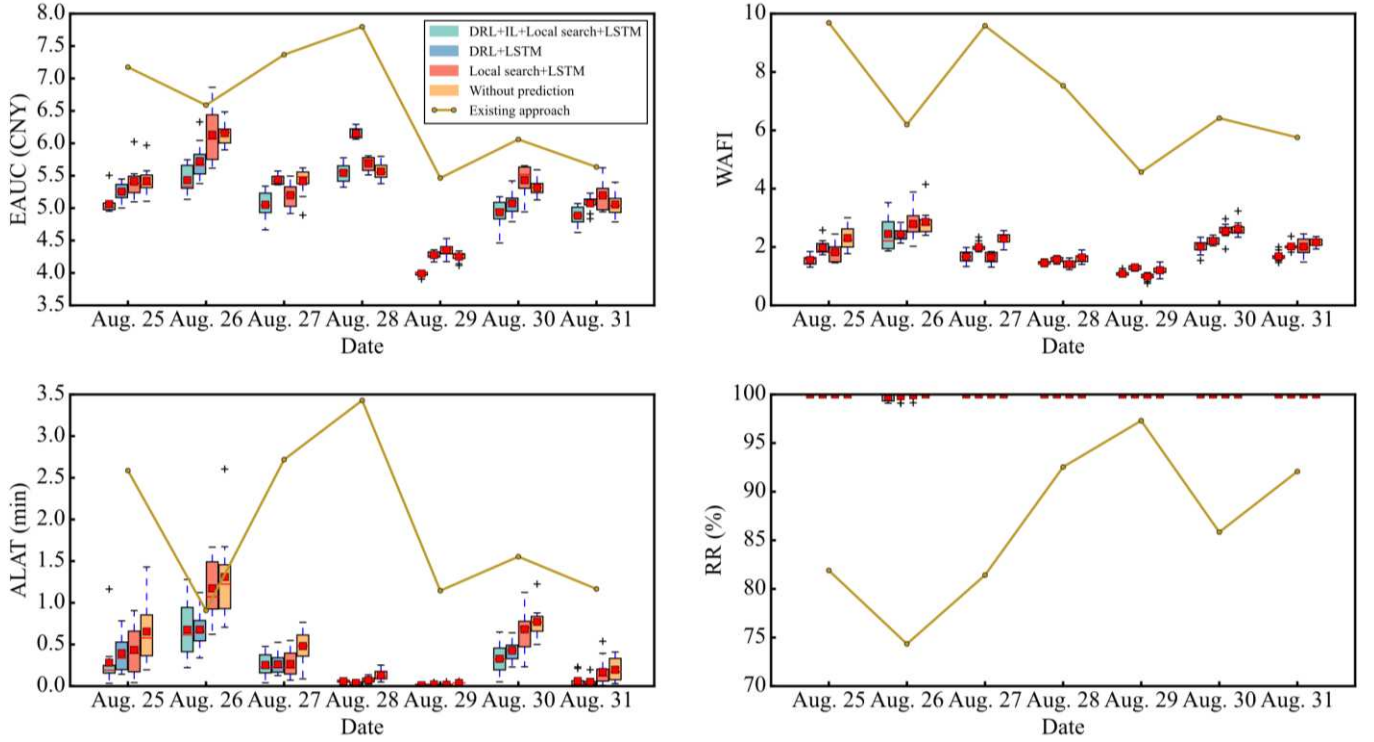 8.0
7.5
7.0
6.5
6.0
5.5
5.0
4.5
4.0
3.5
EAUC (CNY)
DRL+IL+Local search+LSTM
DRL+LSTM
Local search+LSTM
Without prediction
Existing approach
Aug. 25 Aug. 26 Aug. 27 Aug. 28 Aug. 29 Aug. 30 Aug. 31
Date
10
8
6
4
2
0
WAFI
Aug. 25 Aug. 26 Aug. 27 Aug. 28 Aug. 29 Aug. 30 Aug. 31
Date
3.5
3.0
2.5
2.0
1.5
1.0
0.5
0.0
ALAT (min)
Aug. 25 Aug. 26 Aug. 27 Aug. 28 Aug. 29 Aug. 30 Aug. 31
Date
100
95
90
85
80
75
70
RR (%)
Aug. 25 Aug. 26 Aug. 27 Aug. 28 Aug. 29 Aug. 30 Aug. 31
Date